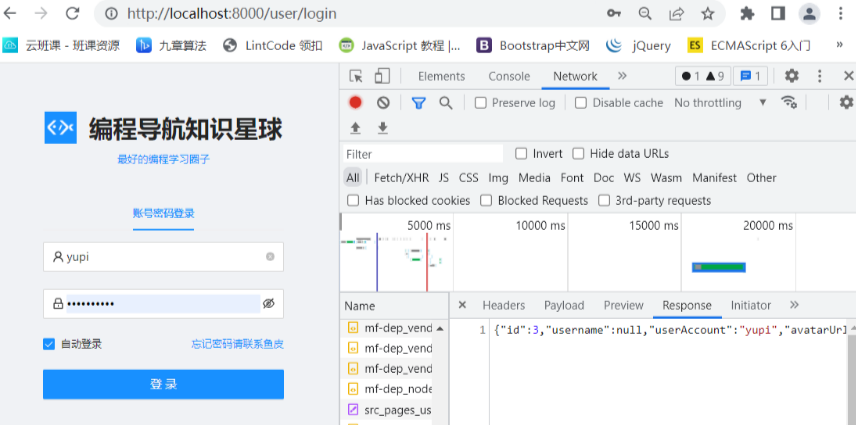 http://localhost:8000/user/login
云班课 - 班课资源 九章算法 LintCode 领扣 JavaScript 教程 |... Bootstrap中文网 jQuery ES ECMAScript 6入门 »
编程导航知识星球
最好的编程学习圈子
账号密码登录
yupi
••••••••••
自动登录 忘记密码请联系鱼皮
登 录
Elements Console Network » 1 9 1
Preserve log Disable cache No throttling
Filter Invert Hide data URLs
All Fetch/XHR JS CSS Img Media Font Doc WS Wasm Manifest Other
Has blocked cookies Blocked Requests 3rd-party requests
5000 ms 10000 ms 15000 ms 20000 ms
Name × Headers Payload Preview Response Initiator »
mf-dep_vend
mf-dep_vend
mf-dep_vend
mf-dep_node
src_pages_us
1 {"id":3,"username":null,"userAccount":"yupi","avatarUrl